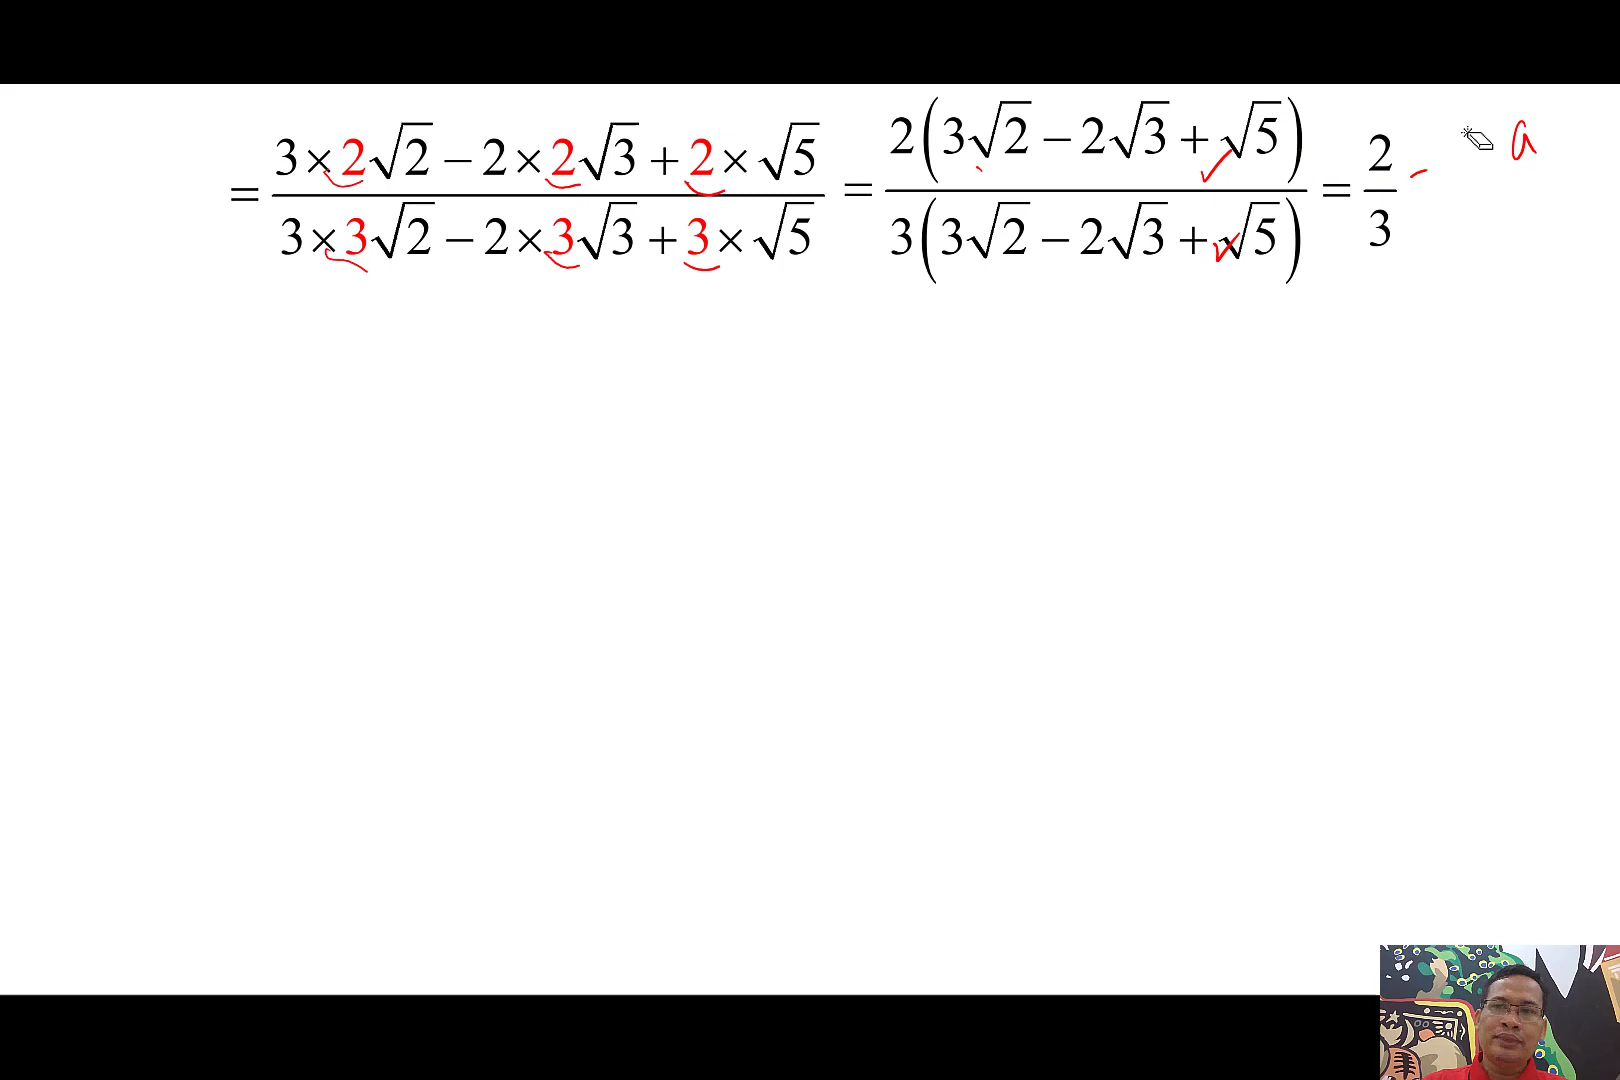 = (3×2√2 − 2×2√3 + 2×√5)/(3×3√2 − 2×3√3 + 3×√5) = 2(3√2 − 2√3 + √5)/3(3√2 − 2√3 + √5) = 2/3 a